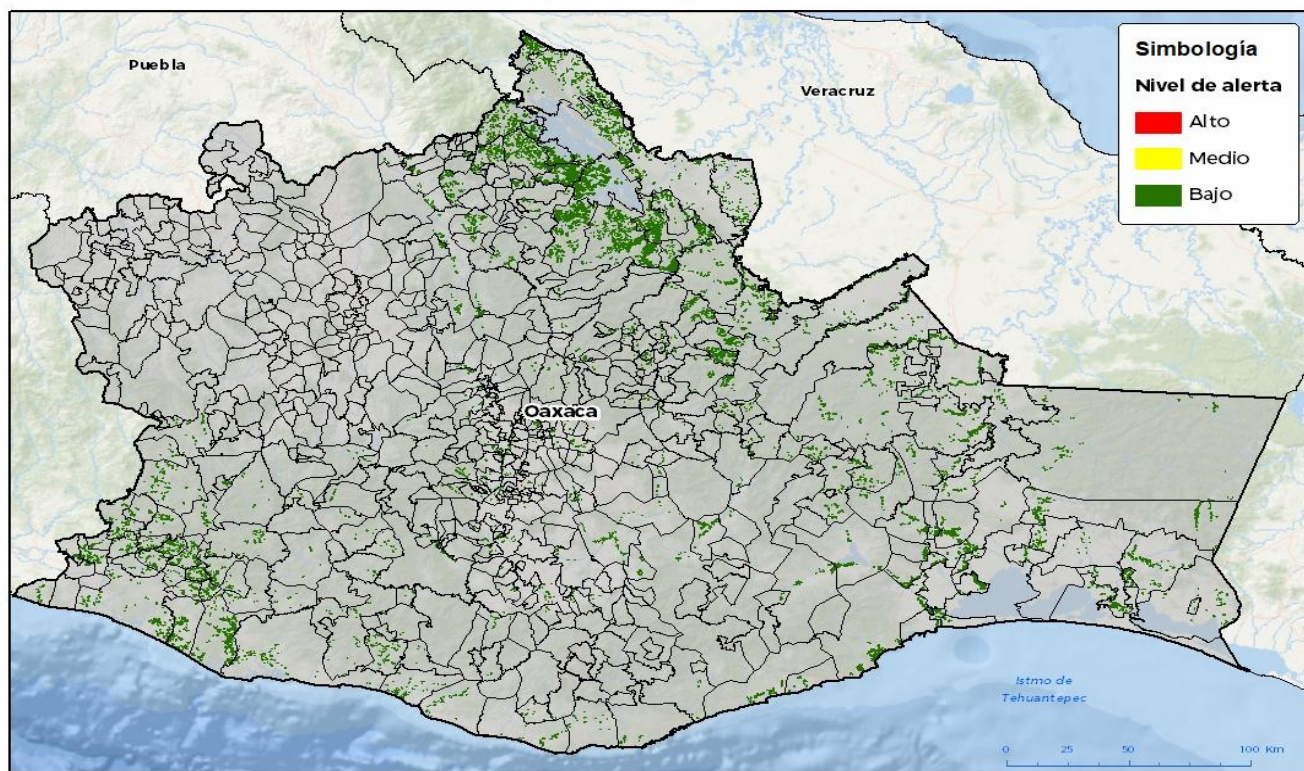 Puebla
Veracruz
Simbología
Nivel de alerta
Alto
Medio
Bajo
Oaxaca
Istmo de
Tehuantepec
0 25 50 100 Km